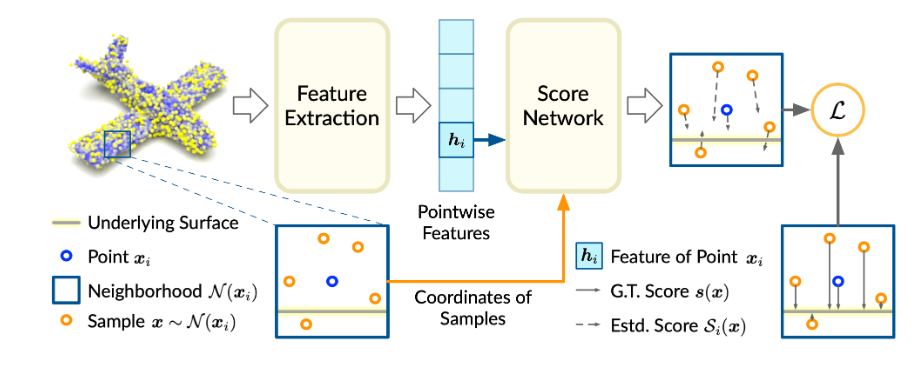 Feature
Extraction
h_i
Score
Network
ℒ
Pointwise
Features
Underlying Surface
Point x_i
Neighborhood 𝒩(x_i)
Sample x ~ 𝒩(x_i)
Coordinates of
Samples
h_i Feature of Point x_i
G.T. Score s(x)
Estd. Score 𝒮_i(x)